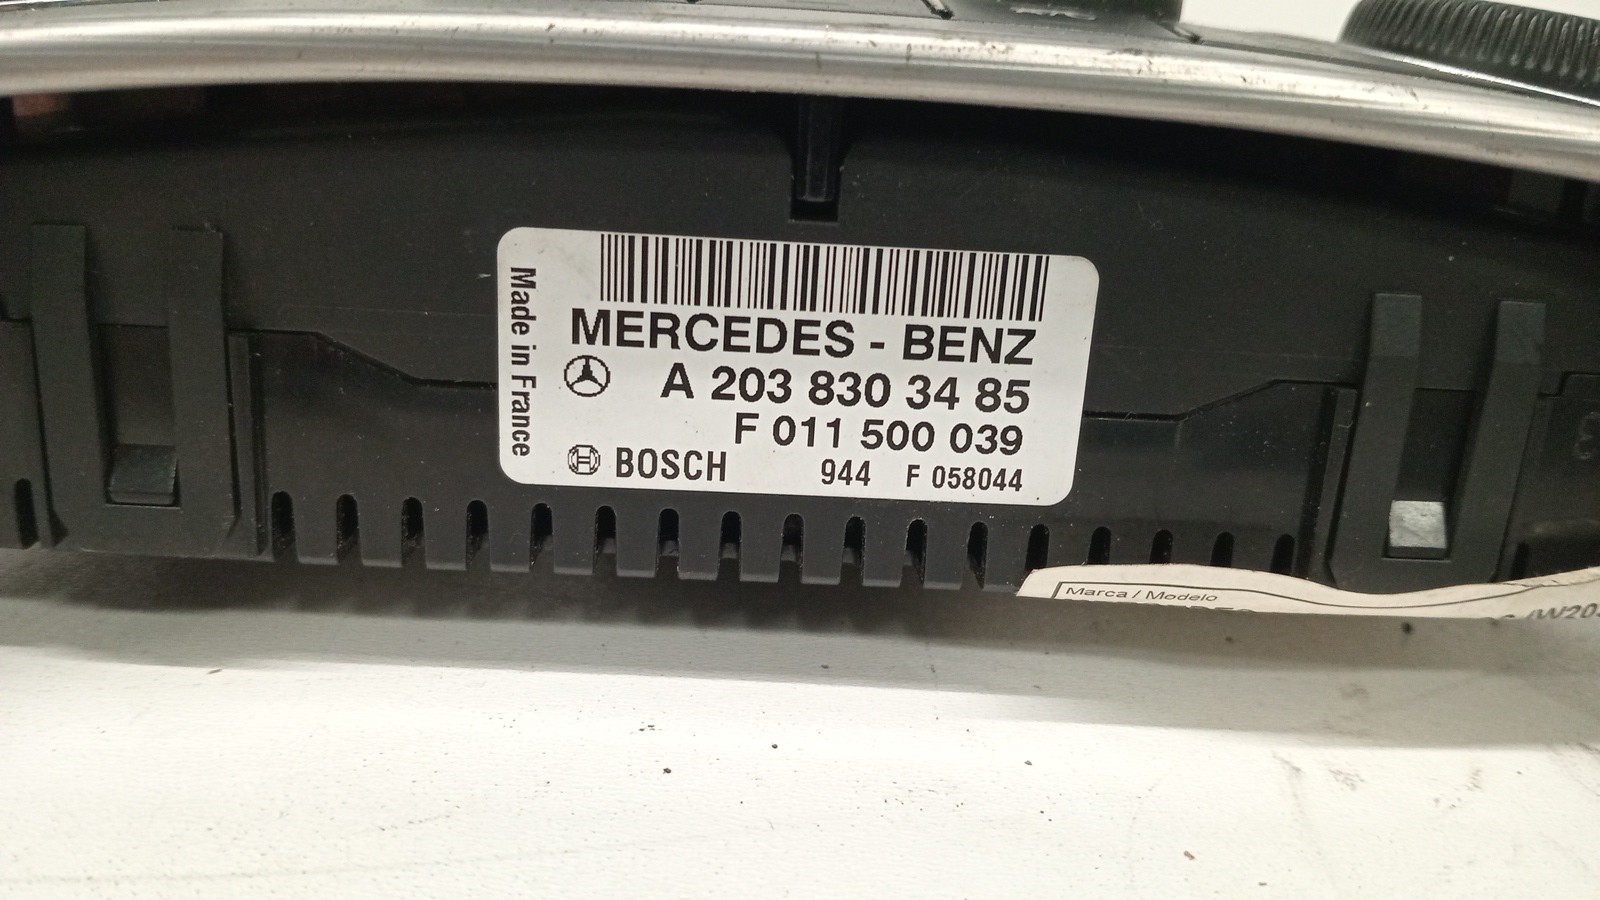 Made in France
MERCEDES - BENZ
A 203 830 34 85
F 011 500 039
BOSCH 944 F 058044
Marca / Modelo